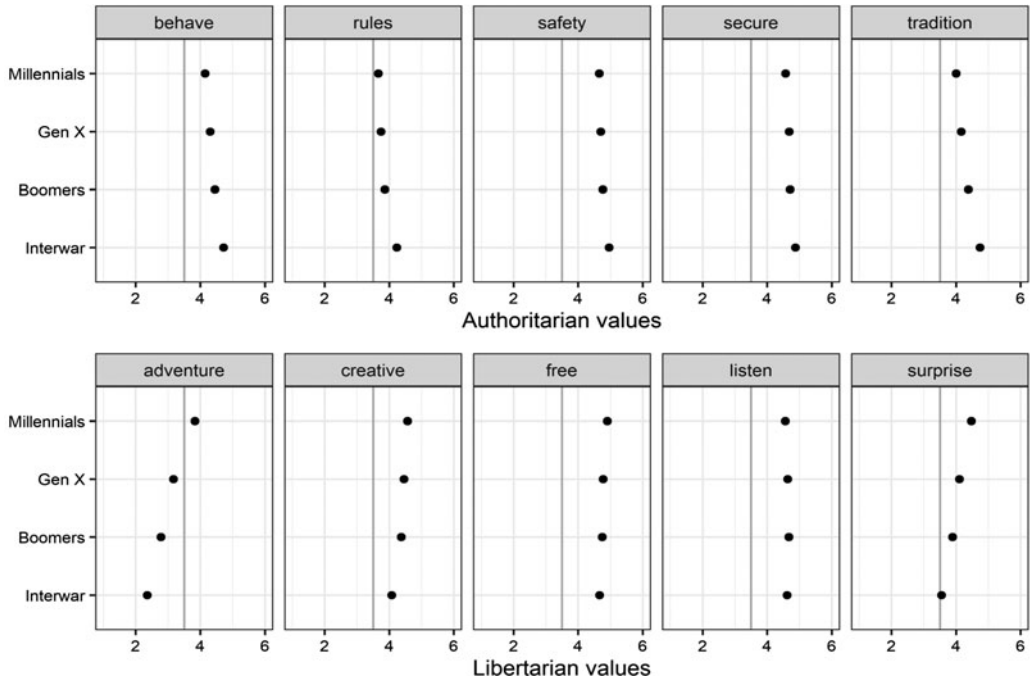 behave rules safety secure tradition
Millennials
Gen X
Boomers
Interwar
2 4 6 2 4 6 2 4 6 2 4 6 2 4 6
Authoritarian values
adventure creative free listen surprise
Millennials
Gen X
Boomers
Interwar
2 4 6 2 4 6 2 4 6 2 4 6 2 4 6
Libertarian values